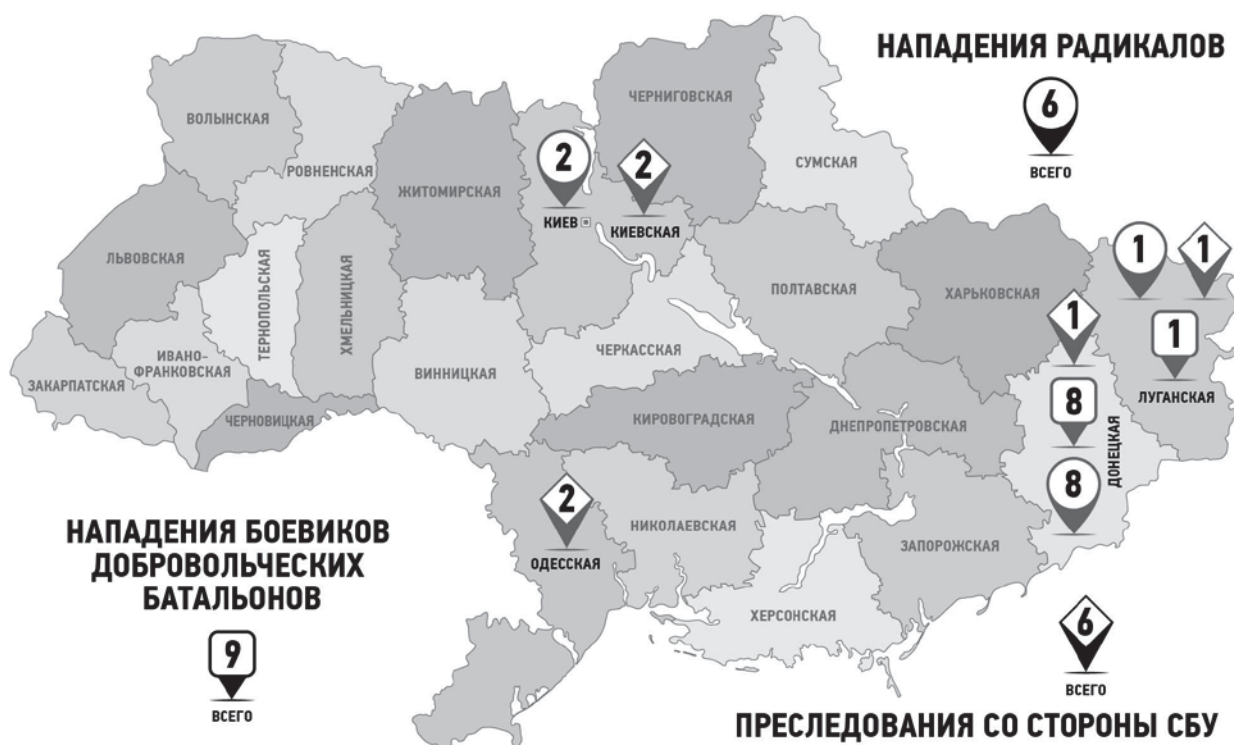 НАПАДЕНИЯ РАДИКАЛОВ
6
ВСЕГО
ВОЛЫНСКАЯ
РОВНЕНСКАЯ
ЖИТОМИРСКАЯ
ЧЕРНИГОВСКАЯ
СУМСКАЯ
2
КИЕВ
2
КИЕВСКАЯ
ЛЬВОВСКАЯ
ТЕРНОПОЛЬСКАЯ
ХМЕЛЬНИЦКАЯ
ПОЛТАВСКАЯ
ХАРЬКОВСКАЯ
1
1
1
ЛУГАНСКАЯ
ЗАКАРПАТСКАЯ
ИВАНО-
ФРАНКОВСКАЯ
ЧЕРНОВИЦКАЯ
ВИННИЦКАЯ
ЧЕРКАССКАЯ
КИРОВОГРАДСКАЯ
ДНЕПРОПЕТРОВСКАЯ
1
8
8
ДОНЕЦКАЯ
2
ОДЕССКАЯ
НИКОЛАЕВСКАЯ
ХЕРСОНСКАЯ
ЗАПОРОЖСКАЯ
НАПАДЕНИЯ БОЕВИКОВ
ДОБРОВОЛЬЧЕСКИХ
БАТАЛЬОНОВ
9
ВСЕГО
6
ВСЕГО
ПРЕСЛЕДОВАНИЯ СО СТОРОНЫ СБУ